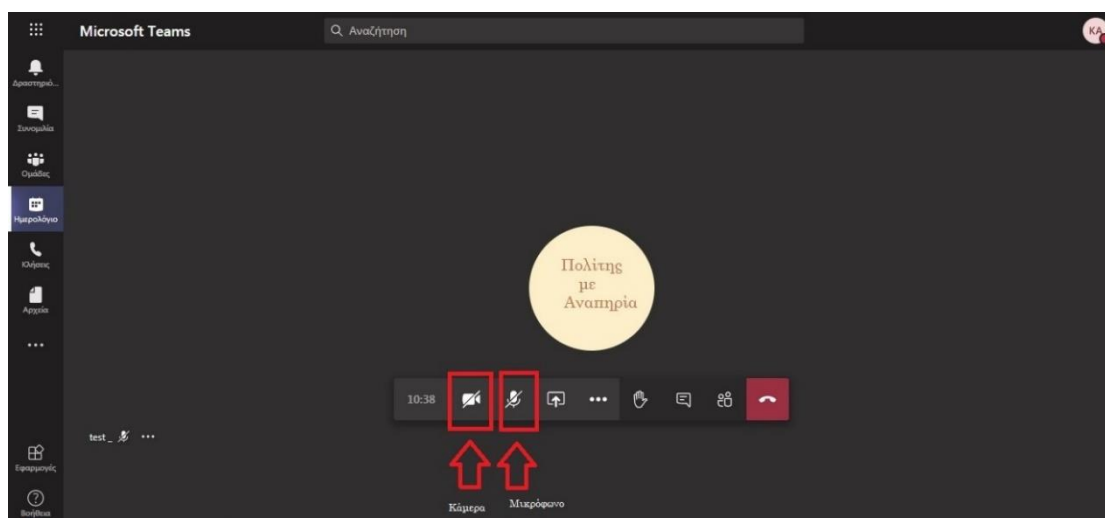 Microsoft Teams
Αναζήτηση
KA
Δραστηριό...
Συνομιλία
Ομάδες
Ημερολόγιο
Κλήσεις
Αρχεία
Πολίτης
με
Αναπηρία
10:38
test_
Εφαρμογές
Βοήθεια
Κάμερα
Μικρόφωνο